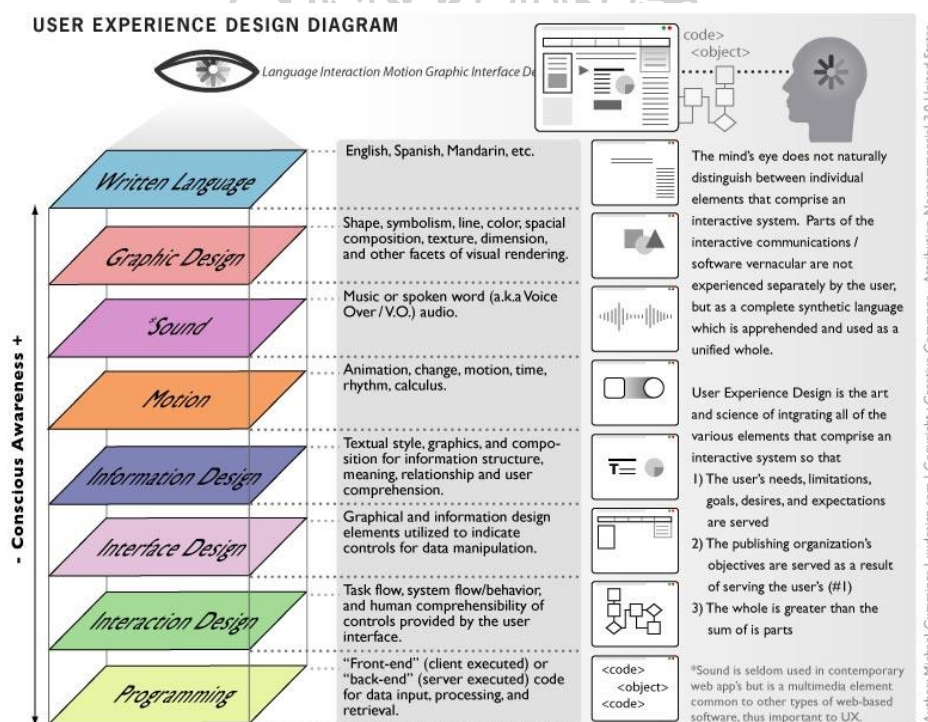 USER EXPERIENCE DESIGN DIAGRAM
Language Interaction Motion Graphic Interface De
code>
<object>
- Conscious Awareness +
Written Language
English, Spanish, Mandarin, etc.
Graphic Design
Shape, symbolism, line, color, spacial
composition, texture, dimension,
and other facets of visual rendering.
*Sound
Music or spoken word (a.k.a Voice
Over / V.O.) audio.
Motion
Animation, change, motion, time,
rhythm, calculus.
Information Design
Textual style, graphics, and compo-
sition for information structure,
meaning, relationship and user
comprehension.
T
Interface Design
Graphical and information design
elements utilized to indicate
controls for data manipulation.
Interaction Design
Task flow, system flow/behavior,
and human comprehensibility of
controls provided by the user
interface.
Programming
"Front-end" (client executed) or
"back-end" (server executed) code
for data input, processing, and
retrieval.
<code>
<object>
<code>
The mind's eye does not naturally
distinguish between individual
elements that comprise an
interactive system. Parts of the
interactive communications /
software vernacular are not
experienced separately by the user,
but as a complete synthetic language
which is apprehended and used as a
unified whole.
User Experience Design is the art
and science of intgrating all of the
various elements that comprise an
interactive system so that
1) The user's needs, limitations,
goals, desires, and expectations
are served
2) The publishing organization's
objectives are served as a result
of serving the user's (#1)
3) The whole is greater than the
sum of is parts
*Sound is seldom used in contemporary
web app's but is a multimedia element
common to other types of web-based
software, thus important to UX.